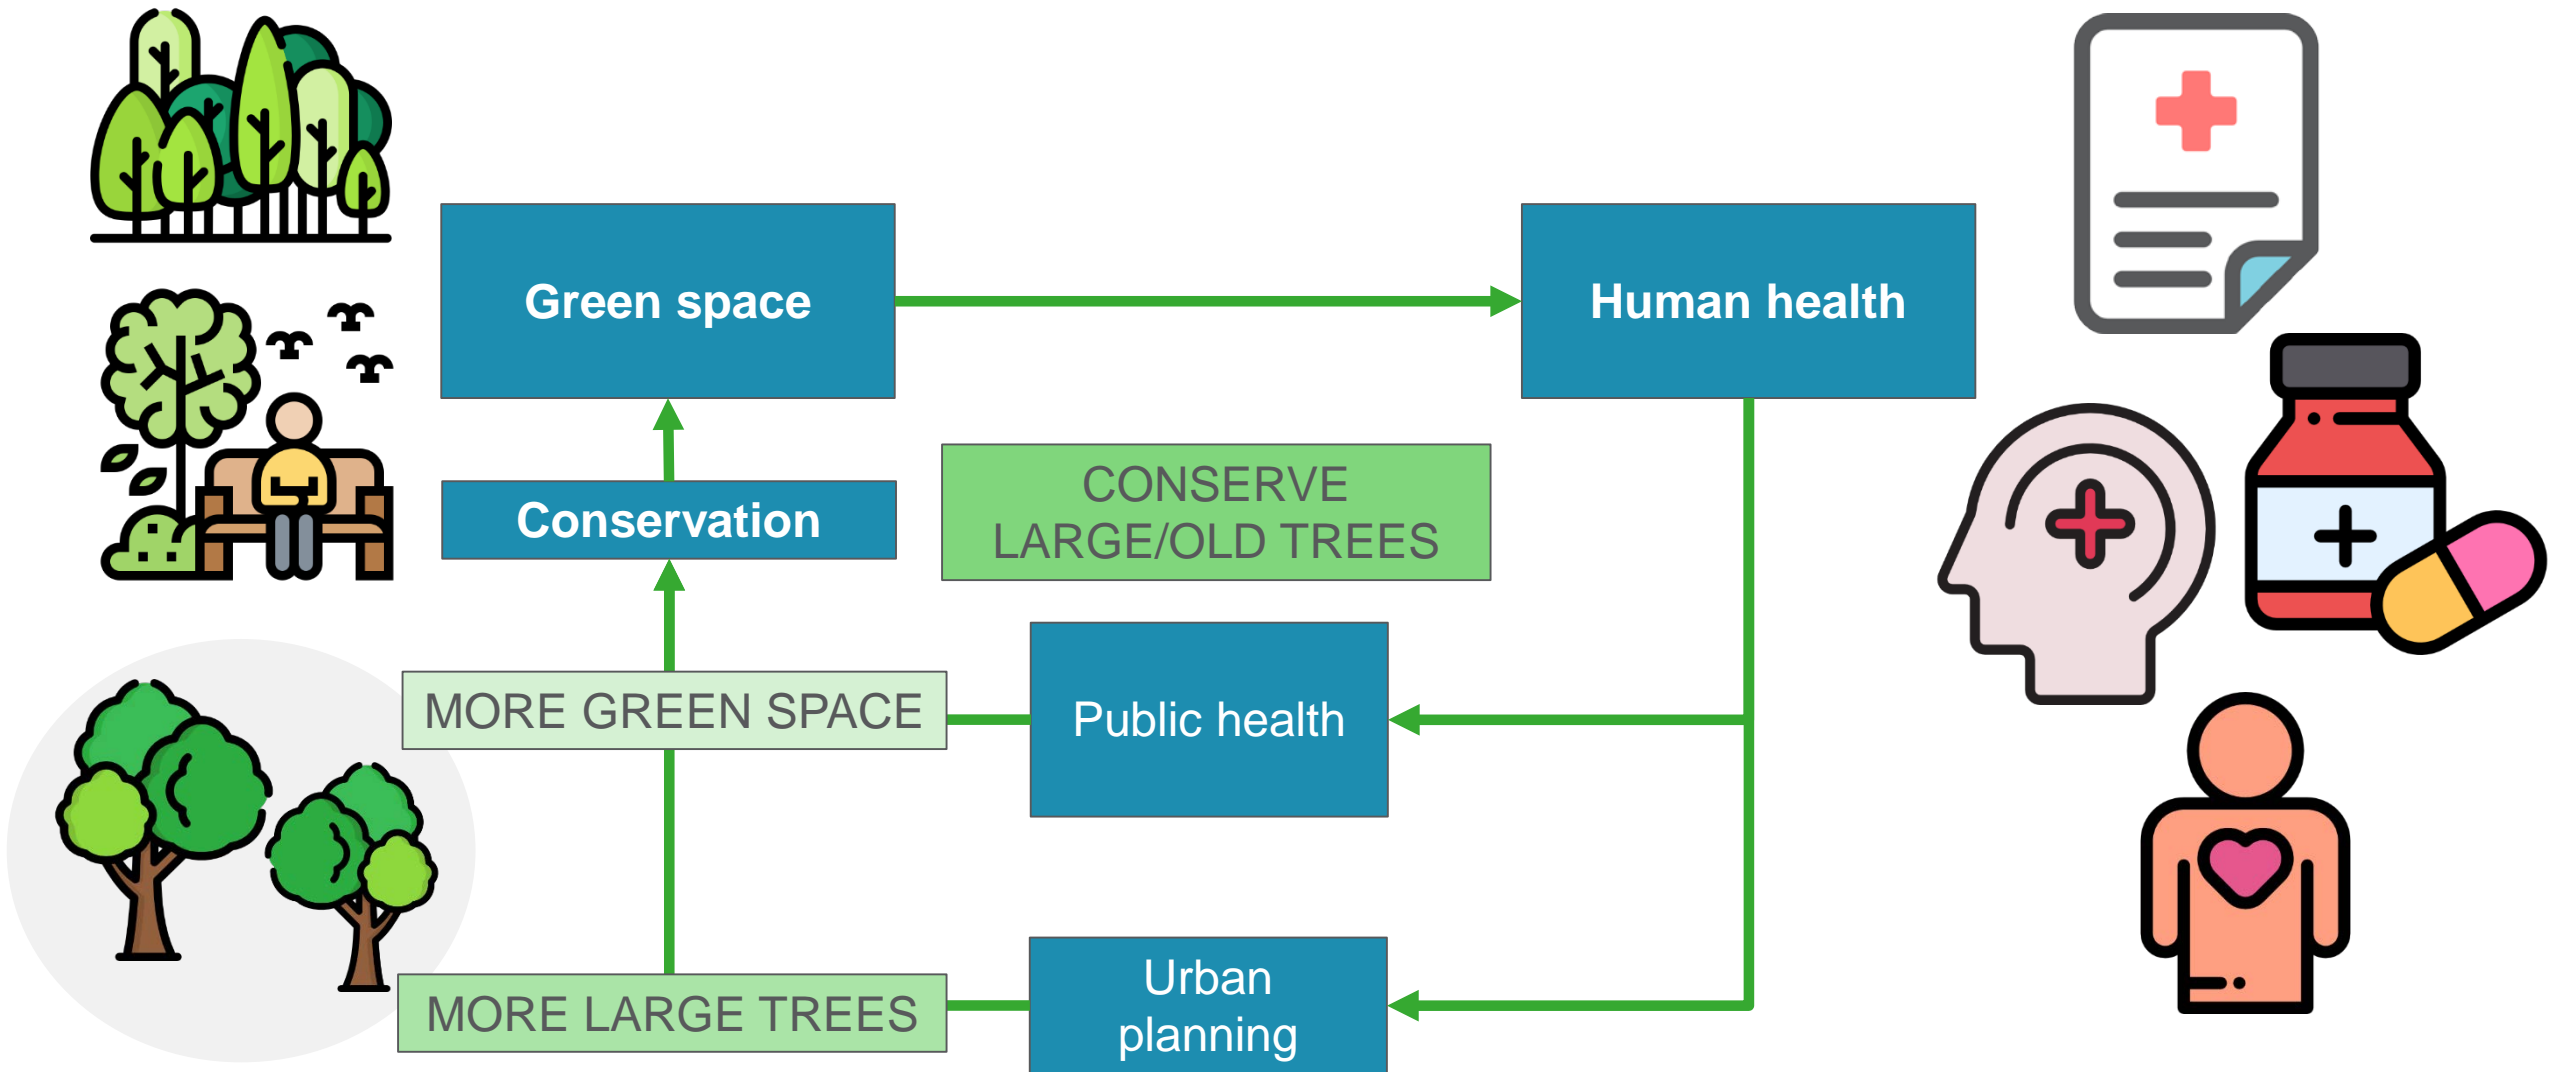 Green space
Human health
Conservation
CONSERVE
LARGE/OLD TREES
MORE GREEN SPACE
Public health
MORE LARGE TREES
Urban
planning